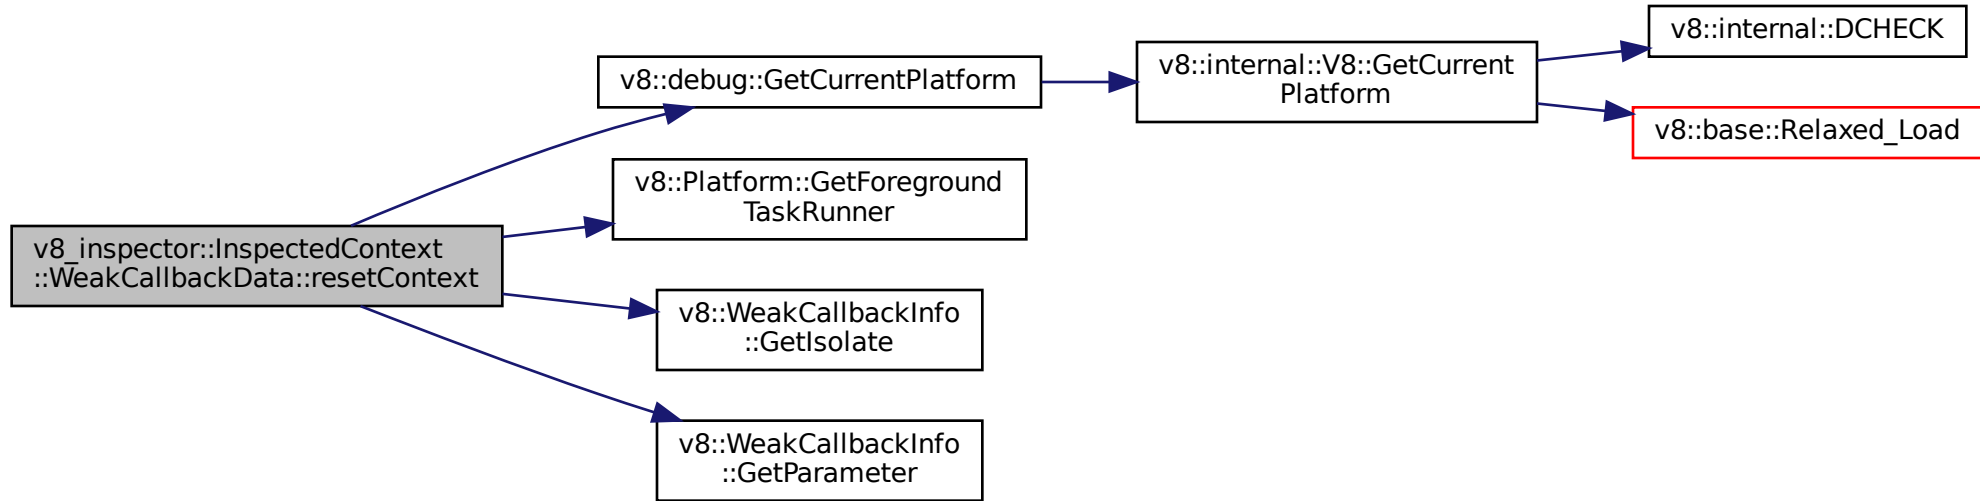 v8_inspector::InspectedContext
::WeakCallbackData::resetContext
v8::debug::GetCurrentPlatform
v8::Platform::GetForeground
TaskRunner
v8::WeakCallbackInfo
::GetIsolate
v8::WeakCallbackInfo
::GetParameter
v8::internal::V8::GetCurrent
Platform
v8::internal::DCHECK
v8::base::Relaxed_Load